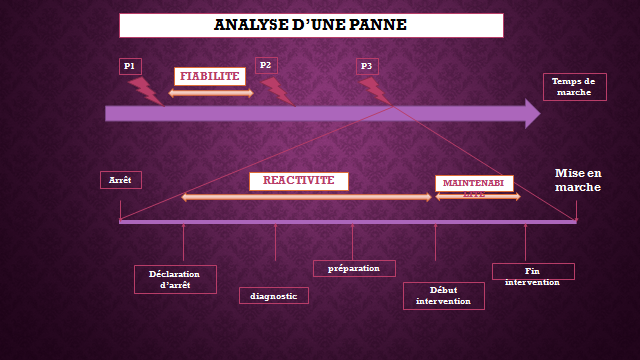 ANALYSE D'UNE PANNE
P1
P2
P3
FIABILITE
Temps de
marche
Arrêt
REACTIVITE
MAINTENABI
LITE
Mise en
marche
Déclaration
d'arrêt
diagnostic
préparation
Début
intervention
Fin
intervention